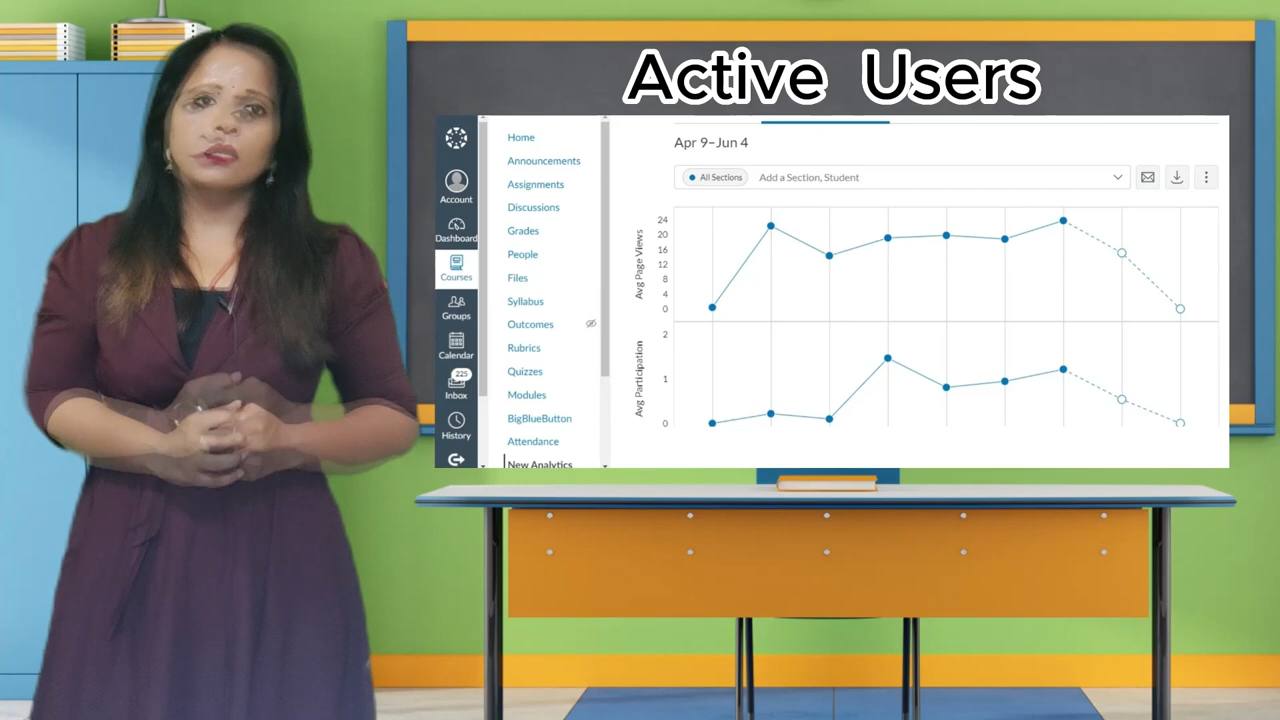 Active Users
Account
Dashboard
Courses
Groups
Calendar
225
Inbox
History
Home
Announcements
Assignments
Discussions
Grades
People
Files
Syllabus
Outcomes
Rubrics
Quizzes
Modules
BigBlueButton
Attendance
New Analytics
Apr 9–Jun 4
All Sections Add a Section, Student
Avg Page Views
24
20
16
12
8
4
0
Avg Participation
2
1
0